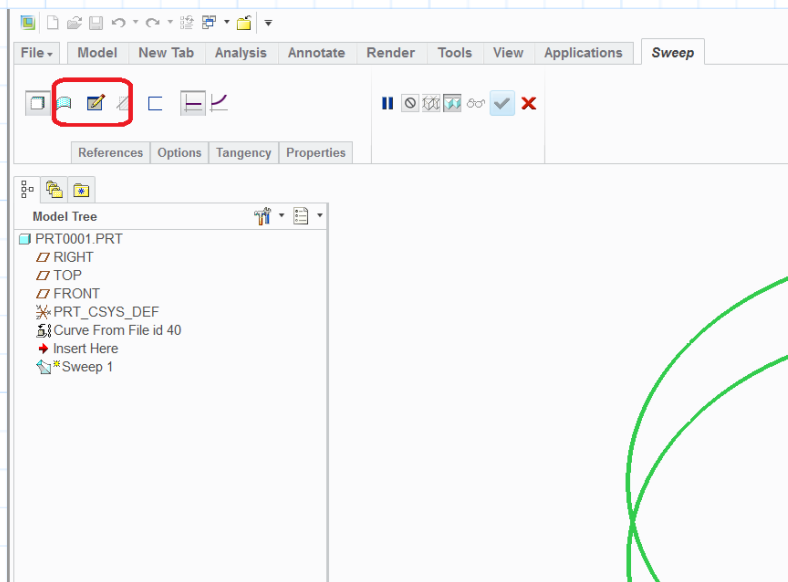 File Model New Tab Analysis Annotate Render Tools View Applications Sweep
References Options Tangency Properties
Model Tree
PRT0001.PRT
RIGHT
TOP
FRONT
PRT_CSYS_DEF
Curve From File id 40
Insert Here
Sweep 1